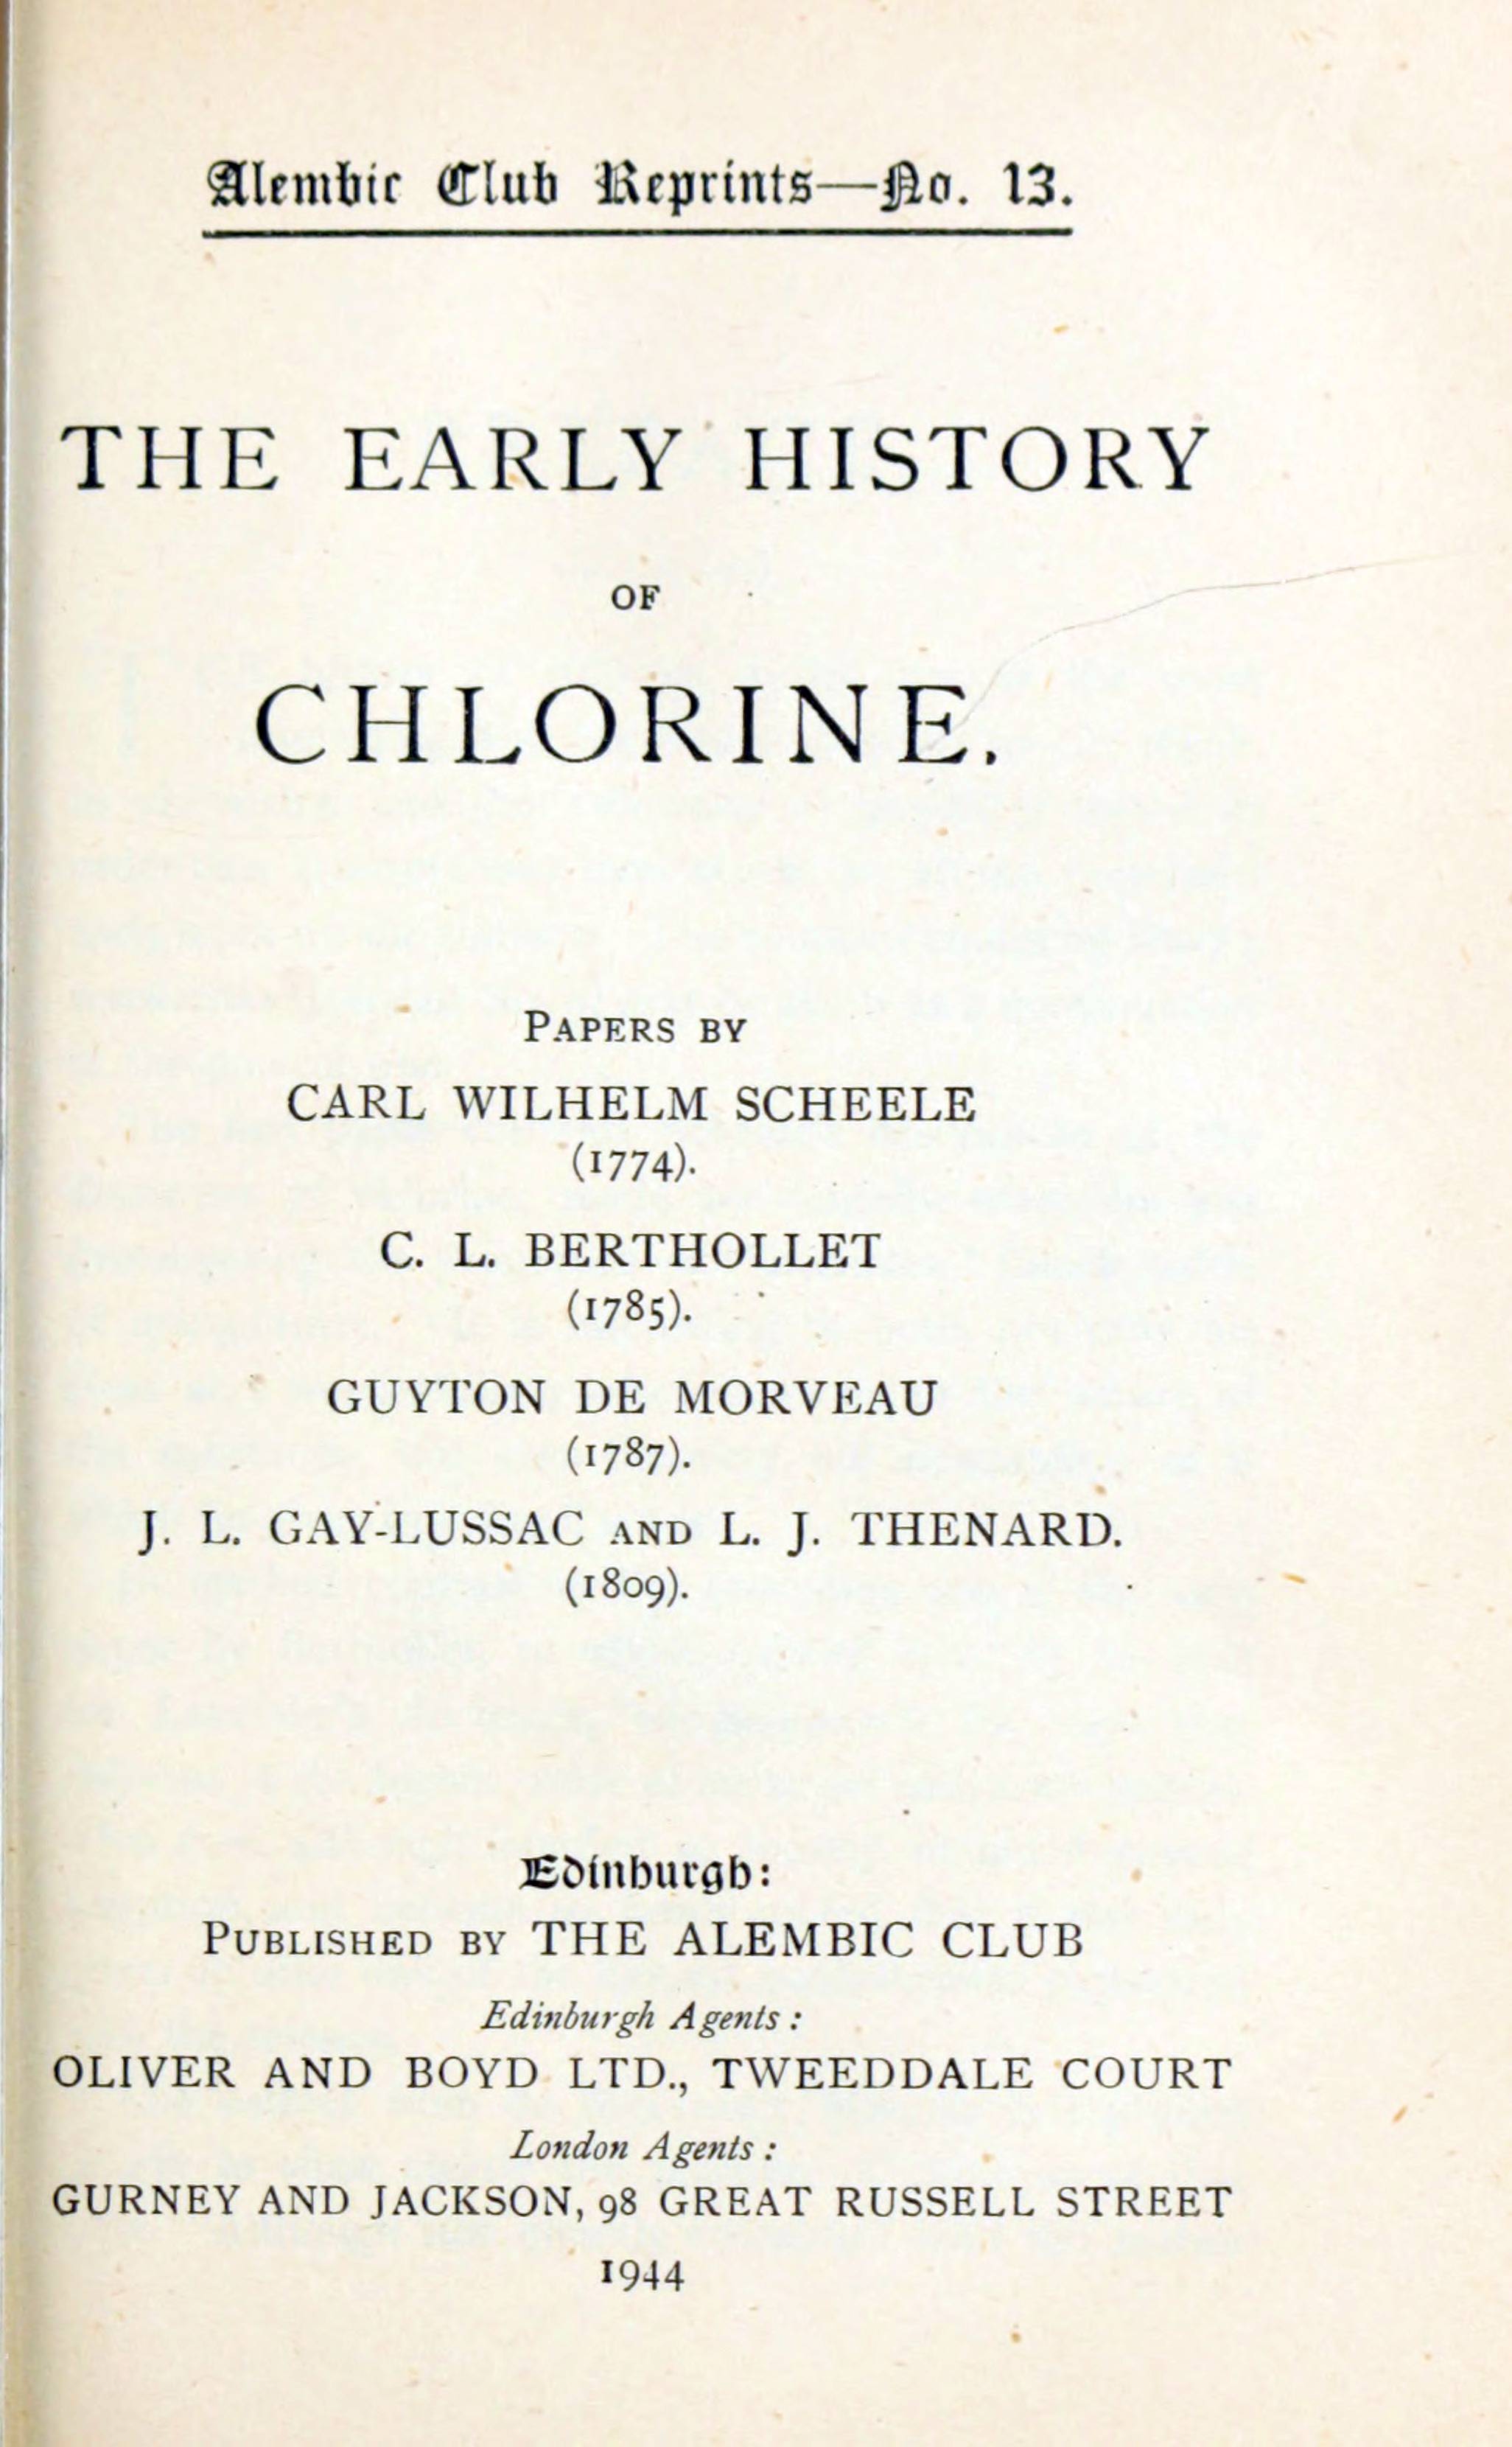 Alembic Club Reprints—No. 13.
THE EARLY HISTORY
OF
CHLORINE.
PAPERS BY
CARL WILHELM SCHEELE
(1774).
C. L. BERTHOLLET
(1785).
GUYTON DE MORVEAU
(1787).
J. L. GAY-LUSSAC AND L. J. THENARD.
(1809).
Edinburgh:
PUBLISHED BY THE ALEMBIC CLUB
Edinburgh Agents :
OLIVER AND BOYD LTD., TWEEDDALE COURT
London Agents :
GURNEY AND JACKSON, 98 GREAT RUSSELL STREET
1944